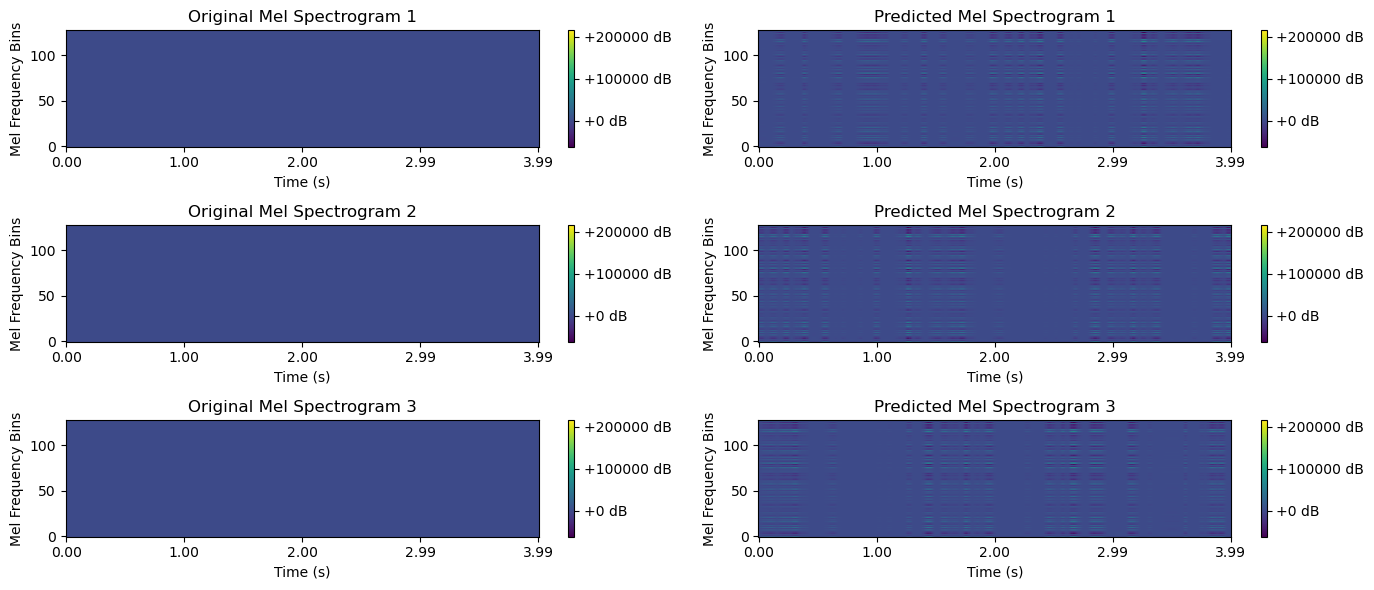 Original Mel Spectrogram 1
Mel Frequency Bins
100
50
0
0.00 1.00 2.00 2.99 3.99
Time (s)
+200000 dB
+100000 dB
+0 dB
Predicted Mel Spectrogram 1
Mel Frequency Bins
100
50
0
0.00 1.00 2.00 2.99 3.99
Time (s)
+200000 dB
+100000 dB
+0 dB
Original Mel Spectrogram 2
Mel Frequency Bins
100
50
0
0.00 1.00 2.00 2.99 3.99
Time (s)
+200000 dB
+100000 dB
+0 dB
Predicted Mel Spectrogram 2
Mel Frequency Bins
100
50
0
0.00 1.00 2.00 2.99 3.99
Time (s)
+200000 dB
+100000 dB
+0 dB
Original Mel Spectrogram 3
Mel Frequency Bins
100
50
0
0.00 1.00 2.00 2.99 3.99
Time (s)
+200000 dB
+100000 dB
+0 dB
Predicted Mel Spectrogram 3
Mel Frequency Bins
100
50
0
0.00 1.00 2.00 2.99 3.99
Time (s)
+200000 dB
+100000 dB
+0 dB